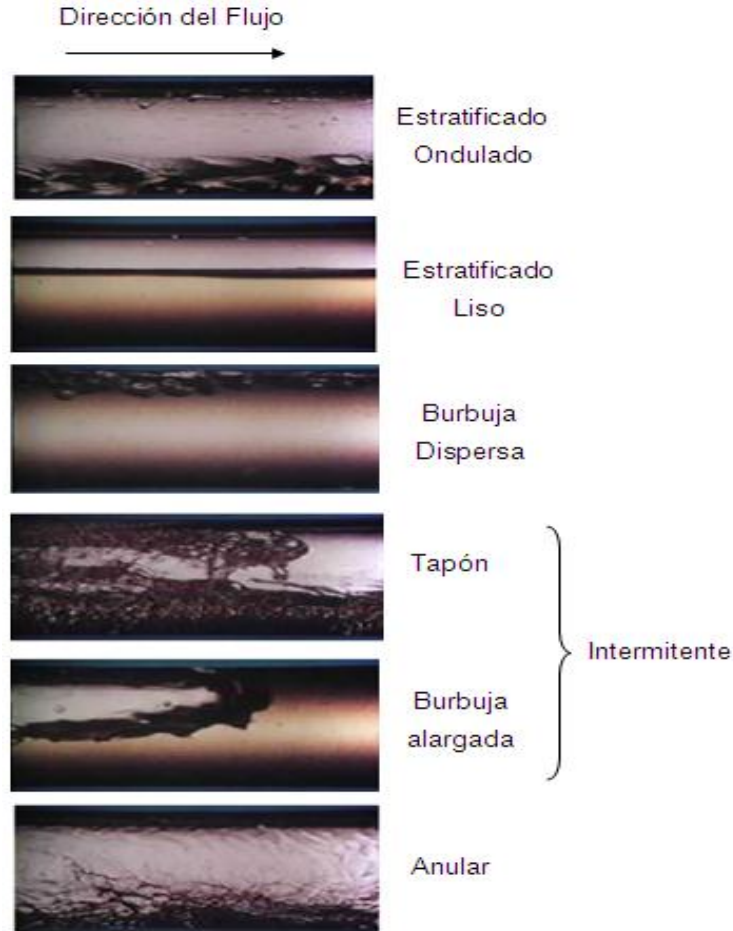 Dirección del Flujo
Estratificado
Ondulado
Estratificado
Liso
Burbuja
Dispersa
Tapón
Intermitente
Burbuja
alargada
Anular